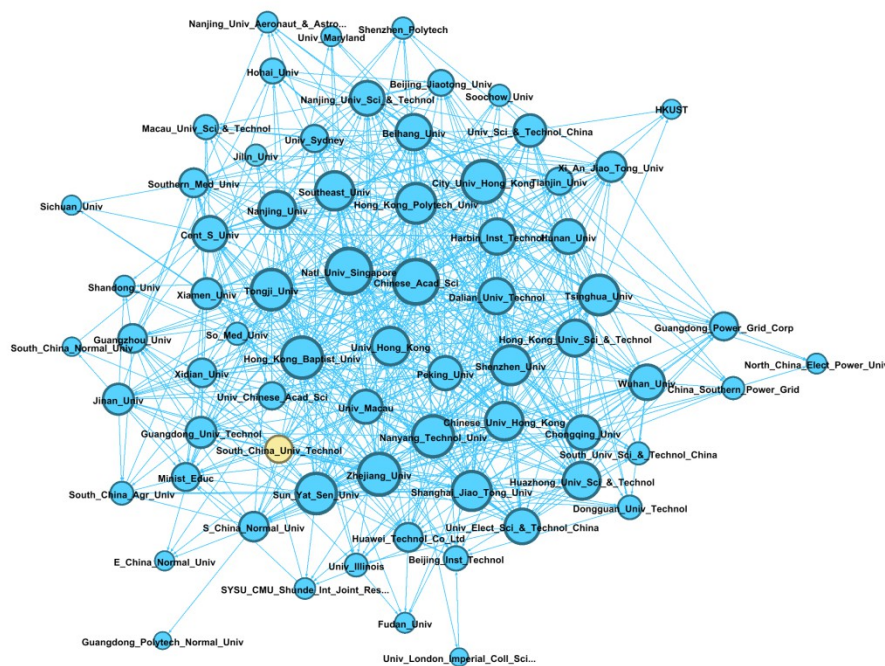 Nanjing_Univ_Aeronaut_&_Astro...
Univ_Maryland
Shenzhen_Polytech
Hohai_Univ
Beijing_Jiaotong_Univ
Nanjing_Univ_Sci_&_Technol
Soochow_Univ
HKUST
Macau_Univ_Sci_&_Technol
Univ_Sydney
Beihang_Univ
Univ_Sci_&_Technol_China
Jilin_Univ
Xi_An_Jiao_Tong_Univ
Southern_Med_Univ
Southeast_Univ
City_Univ_Hong_Kong
Tianjin_Univ
Sichuan_Univ
Nanjing_Univ
Hong_Kong_Polytech_Univ
Cent_S_Univ
Harbin_Inst_Technol
Hunan_Univ
Natl_Univ_Singapore
Chinese_Acad_Sci
Shandong_Univ
Xiamen_Univ
Tongji_Univ
Dalian_Univ_Technol
Tsinghua_Univ
Guangdong_Power_Grid_Corp
So_Med_Univ
Guangzhou_Univ
South_China_Normal_Univ
Univ_Hong_Kong
Hong_Kong_Univ_Sci_&_Technol
Hong_Kong_Baptist_Univ
North_China_Elect_Power_Univ
Xidian_Univ
Peking_Univ
Shenzhen_Univ
Wuhan_Univ
China_Southern_Power_Grid
Jinan_Univ
Univ_Chinese_Acad_Sci
Univ_Macau
Chinese_Univ_Hong_Kong
Guangdong_Univ_Technol
Nanyang_Technol_Univ
Chongqing_Univ
South_China_Univ_Technol
South_Univ_Sci_&_Technol_China
Minist_Educ
Zhejiang_Univ
Huazhong_Univ_Sci_&_Technol
South_China_Agr_Univ
Sun_Yat_Sen_Univ
Shanghai_Jiao_Tong_Univ
Dongguan_Univ_Technol
S_China_Normal_Univ
Univ_Elect_Sci_&_Technol_China
Huawei_Technol_Co_Ltd
E_China_Normal_Univ
Univ_Illinois
Beijing_Inst_Technol
SYSU_CMU_Shunde_Int_Joint_Res...
Fudan_Univ
Guangdong_Polytech_Normal_Univ
Univ_London_Imperial_Coll_Sci...